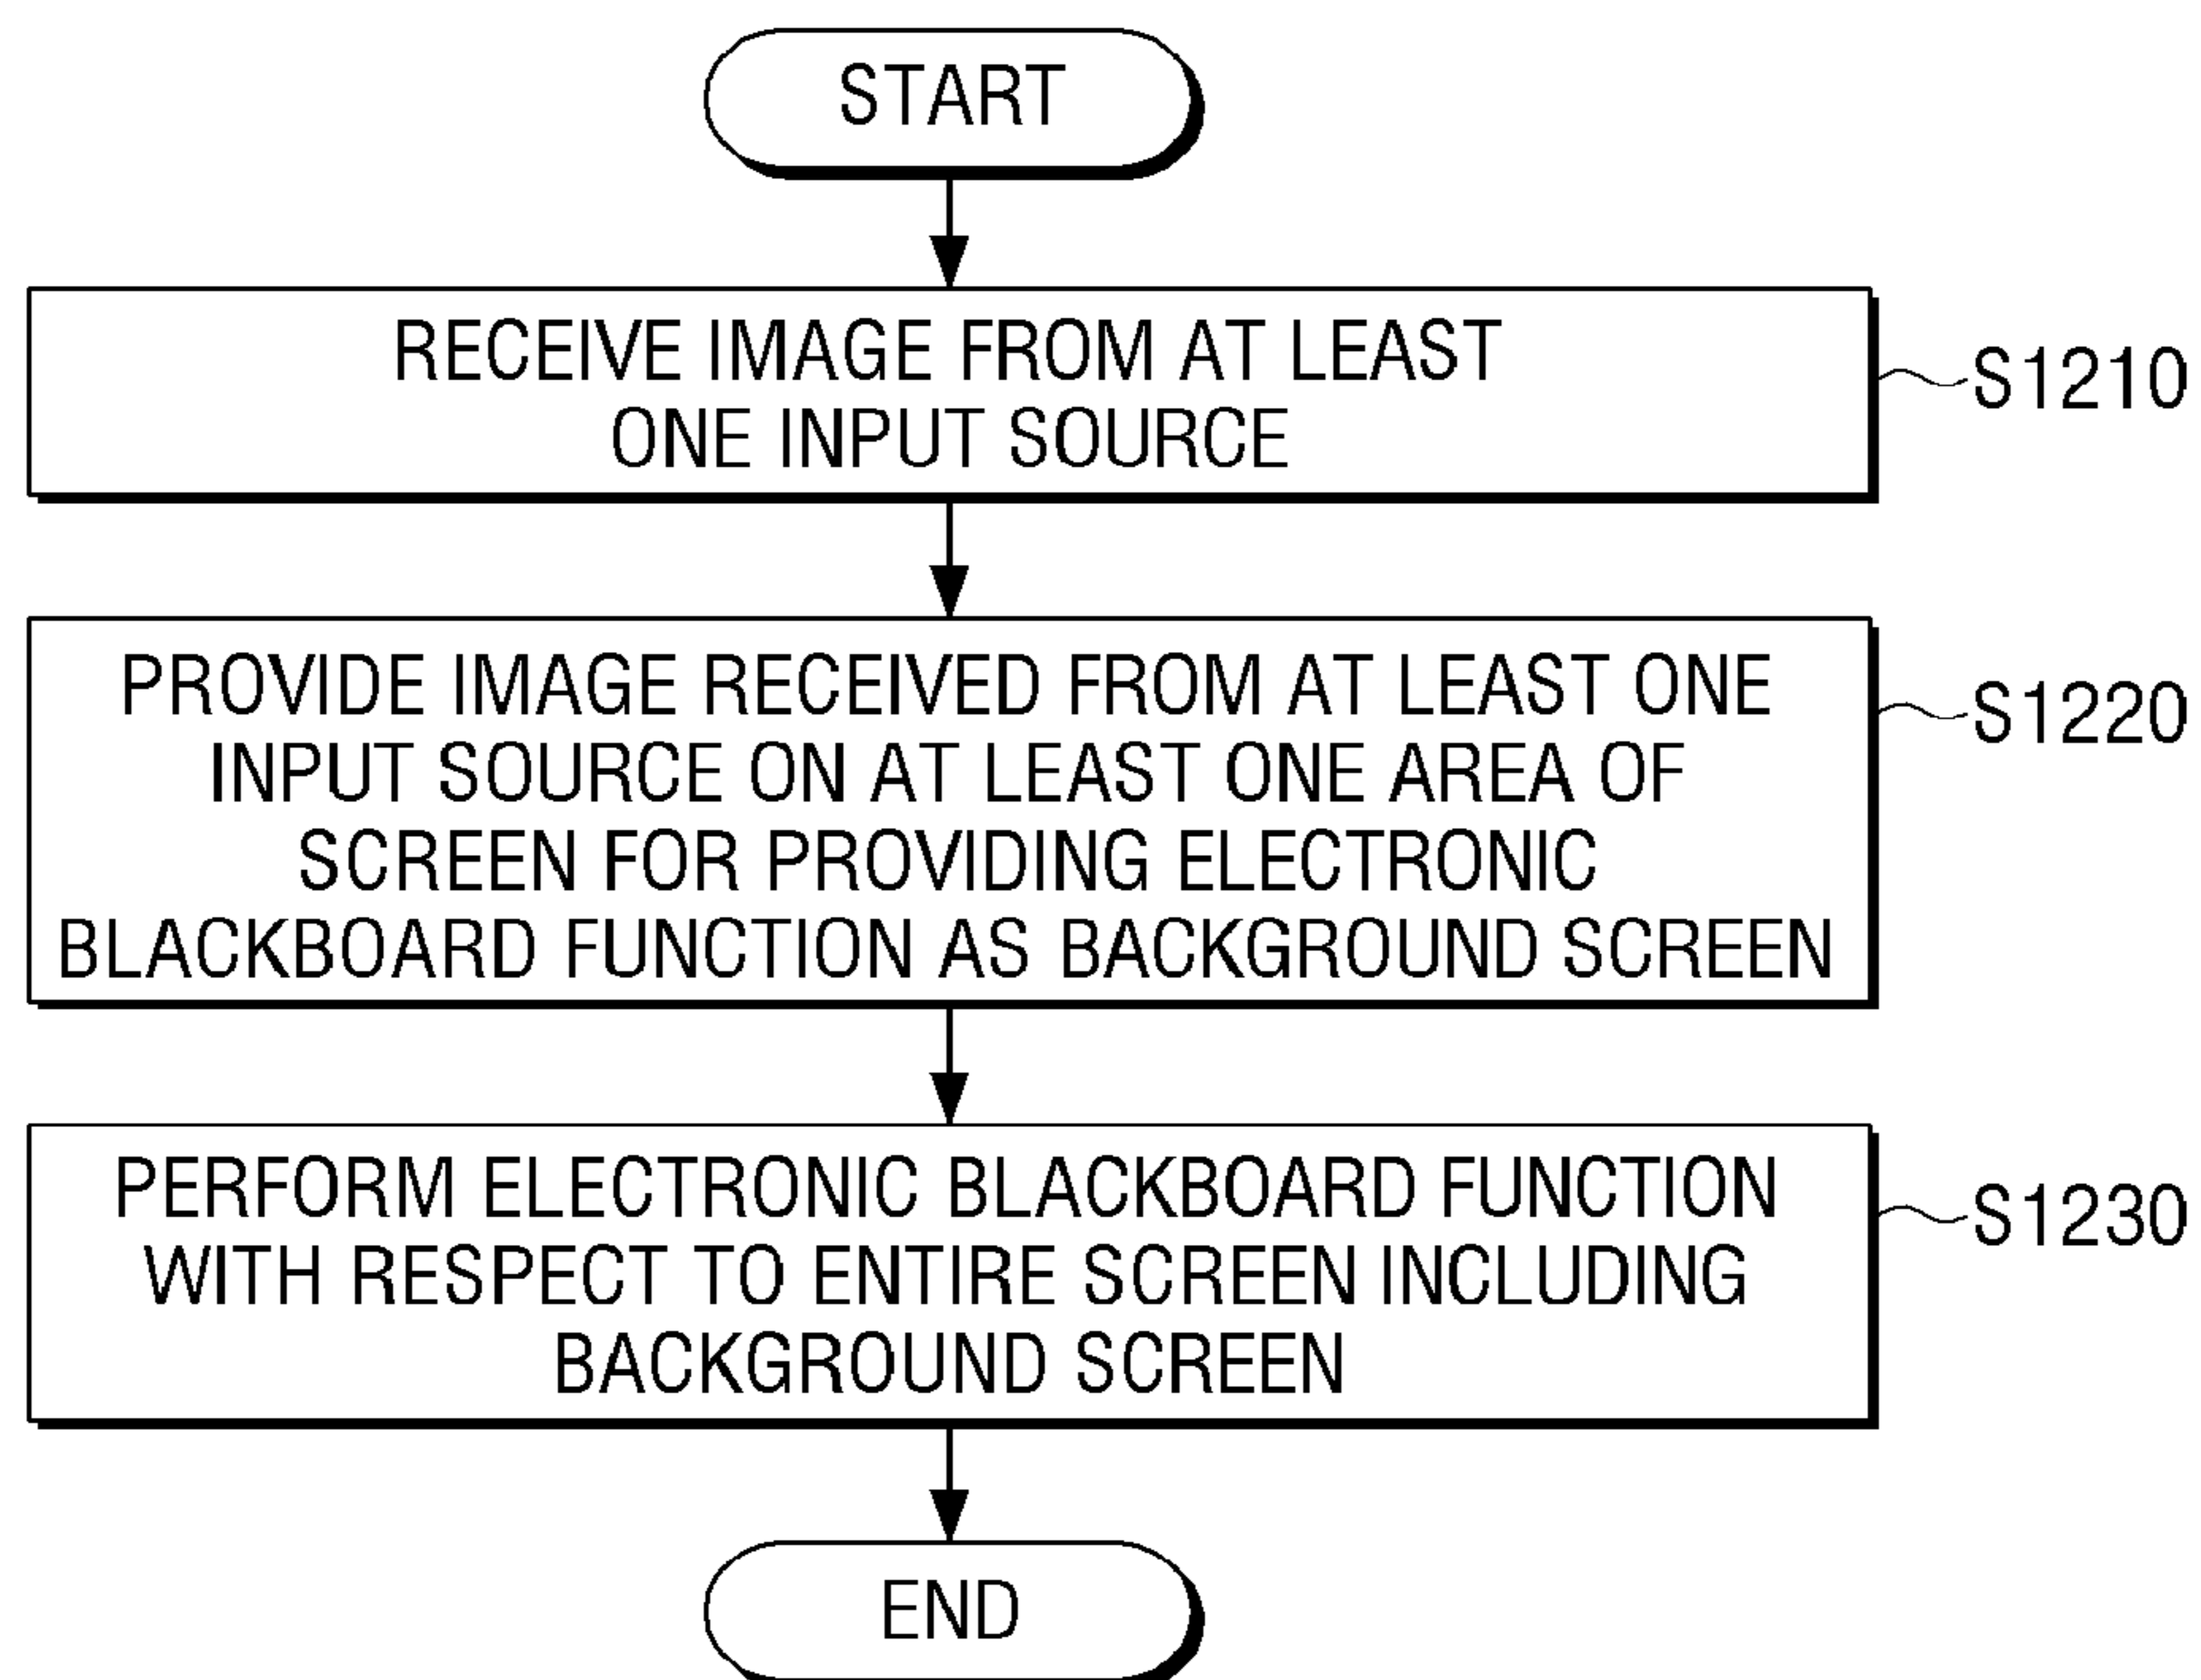 START
RECEIVE IMAGE FROM AT LEAST
ONE INPUT SOURCE
S1210
PROVIDE IMAGE RECEIVED FROM AT LEAST ONE
INPUT SOURCE ON AT LEAST ONE AREA OF
SCREEN FOR PROVIDING ELECTRONIC
BLACKBOARD FUNCTION AS BACKGROUND SCREEN
S1220
PERFORM ELECTRONIC BLACKBOARD FUNCTION
WITH RESPECT TO ENTIRE SCREEN INCLUDING
BACKGROUND SCREEN
S1230
END